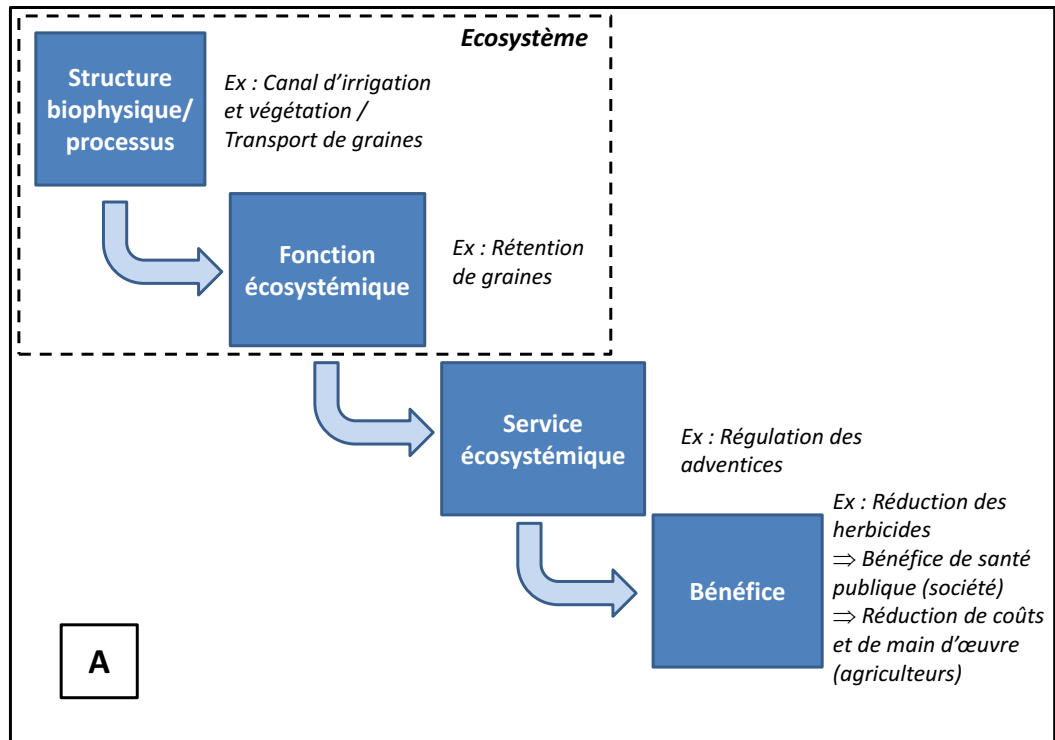 Ecosystème
Structure
biophysique/
processus
Ex : Canal d’irrigation
et végétation /
Transport de graines
Fonction
écosystémique
Ex : Rétention
de graines
Service
écosystémique
Ex : Régulation des
adventices
Bénéfice
Ex : Réduction des
herbicides
⇒ Bénéfice de santé
publique (société)
⇒ Réduction de coûts
et de main d’œuvre
(agriculteurs)
A